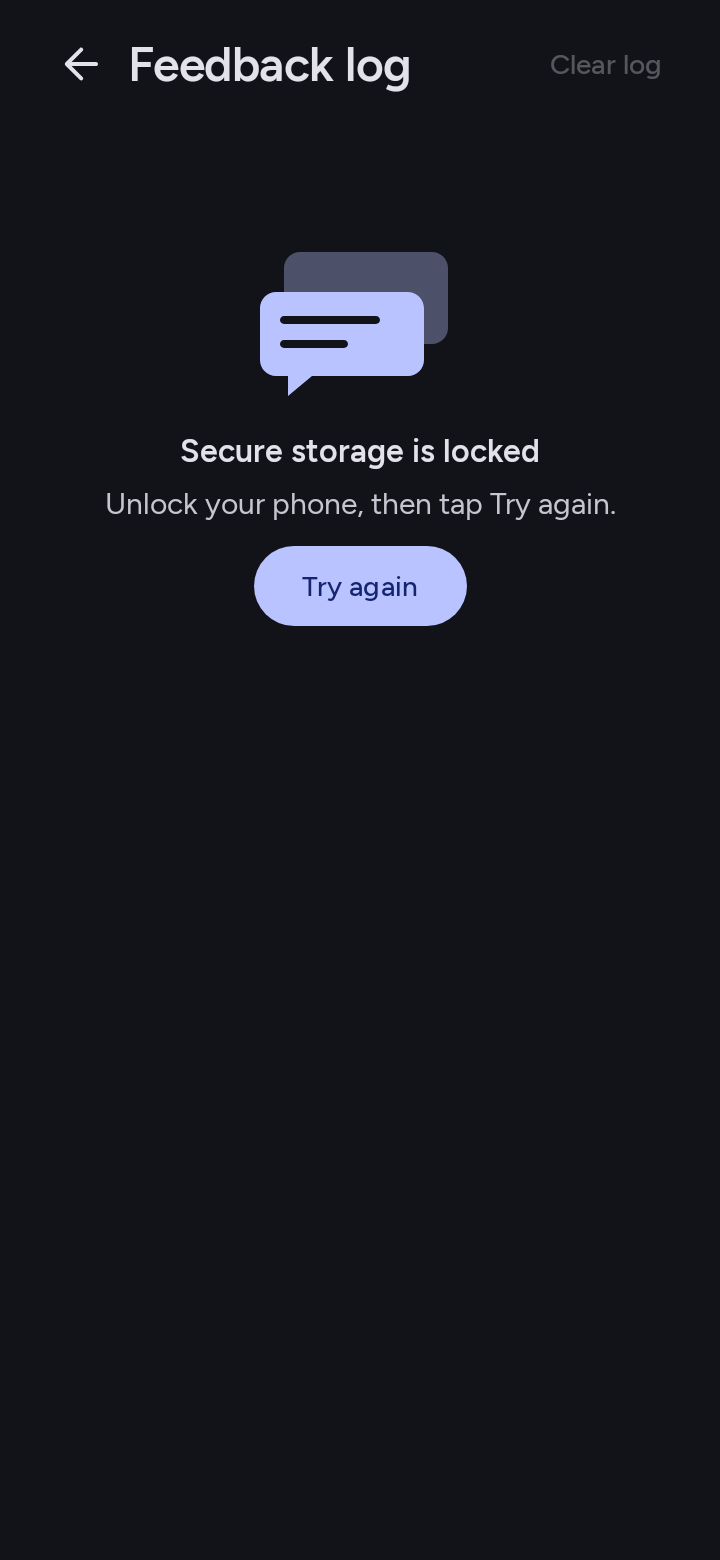 Feedback log
Clear log
Secure storage is locked
Unlock your phone, then tap Try again.
Try again